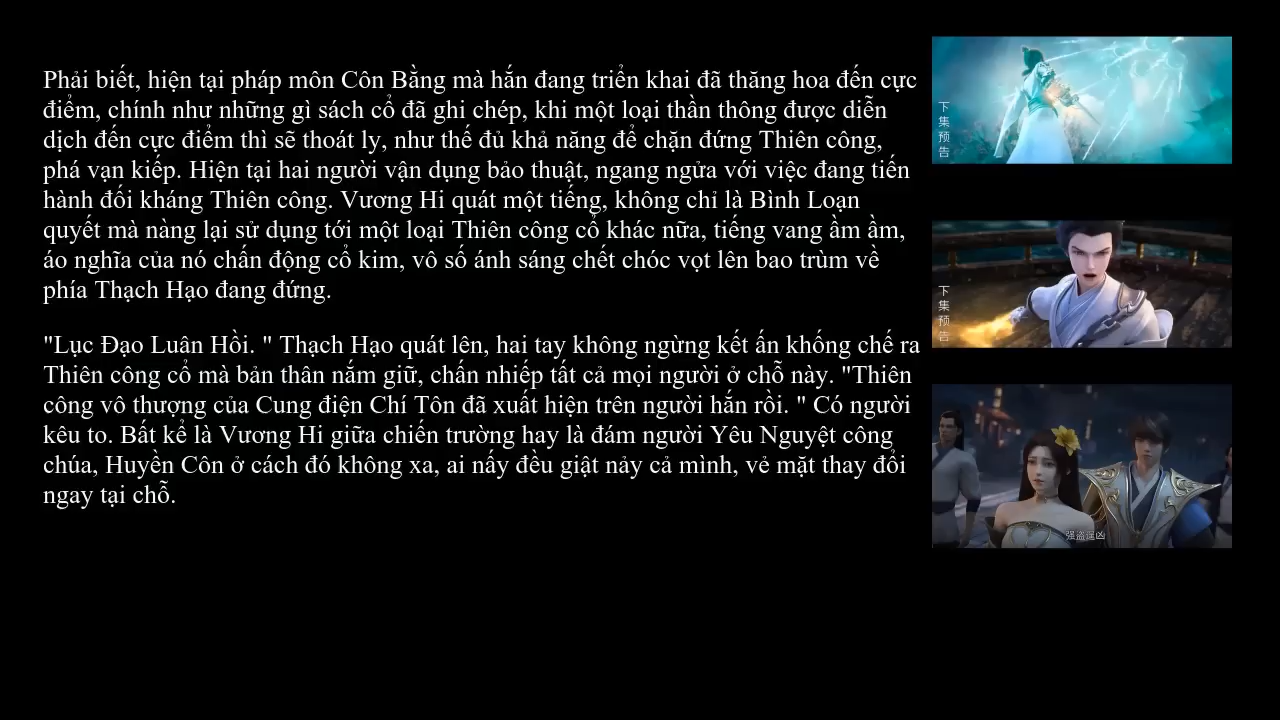 Phải biết, hiện tại pháp môn Côn Bằng mà hắn đang triển khai đã thăng hoa đến cực
điểm, chính như những gì sách cổ đã ghi chép, khi một loại thần thông được diễn
dịch đến cực điểm thì sẽ thoát ly, như thế đủ khả năng để chặn đứng Thiên công,
phá vạn kiếp. Hiện tại hai người vận dụng bảo thuật, ngang ngửa với việc đang tiến
hành đối kháng Thiên công. Vương Hi quát một tiếng, không chỉ là Bình Loạn
quyết mà nàng lại sử dụng tới một loại Thiên công cổ khác nữa, tiếng vang ầm ầm,
áo nghĩa của nó chấn động cổ kim, vô số ánh sáng chết chóc vọt lên bao trùm về
phía Thạch Hạo đang đứng.
"Lục Đạo Luân Hồi. " Thạch Hạo quát lên, hai tay không ngừng kết ấn khống chế ra
Thiên công cổ mà bản thân nắm giữ, chấn nhiếp tất cả mọi người ở chỗ này. "Thiên
công vô thượng của Cung điện Chí Tôn đã xuất hiện trên người hắn rồi. " Có người
kêu to. Bất kể là Vương Hi giữa chiến trường hay là đám người Yêu Nguyệt công
chúa, Huyền Côn ở cách đó không xa, ai nấy đều giật nảy cả mình, vẻ mặt thay đổi
ngay tại chỗ.
下集预告
下集预告
强盗逞凶